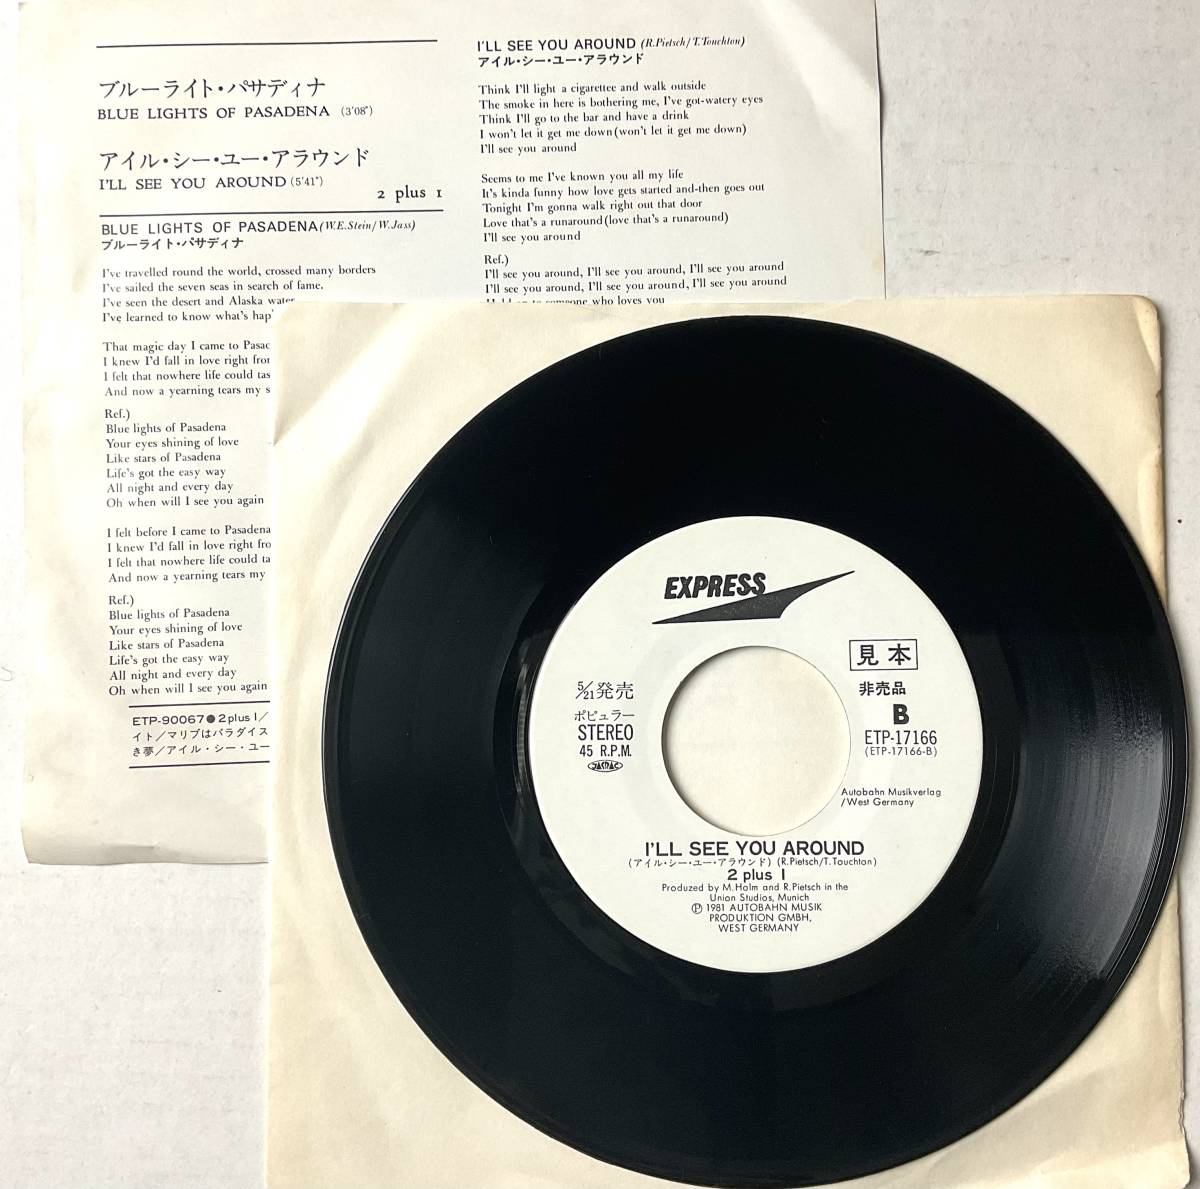 ブルーライト・パサディナ
BLUE LIGHTS OF PASADENA (3'08")
アイル・シー・ユー・アラウンド
I'LL SEE YOU AROUND (5'41")
2 plus 1
BLUE LIGHTS OF PASADENA (W.E.Stein/W.Jass)
ブルーライト・パサディナ
I've travelled round the world, crossed many borders
I've sailed the seven seas in search of fame.
I've seen the desert and Alaska water
I've learned to know what's hap
That magic day I came to Pasad
I knew I'd fall in love right from
I felt that nowhere life could tas
And now a yearning tears my s
Ref.)
Blue lights of Pasadena
Your eyes shining of love
Like stars of Pasadena
Life's got the easy way
All night and every day
Oh when will I see you again
I felt before I came to Pasadena
I knew I'd fall in love right fro
I felt that nowhere life could ta
And now a yearning tears my
Ref.)
Blue lights of Pasadena
Your eyes shining of love
Like stars of Pasadena
Life's got the easy way
All night and every day
Oh when will I see you again
ETP-90067●2 plus 1/
イト/マリブはパラダイス
き夢/アイル・シー・ユー
I'LL SEE YOU AROUND (R.Pietsch/T.Touchton)
アイル・シー・ユー・アラウンド
Think I'll light a cigarettee and walk outside
The smoke in here is bothering me, I've got-watery eyes
Think I'll go to the bar and have a drink
I won't let it get me down (won't let it get me down)
I'll see you around
Seems to me I've known you all my life
It's kinda funny how love gets started and-then goes out
Tonight I'm gonna walk right out that door
Love that's a runaround (love that's a runaround)
I'll see you around
Ref.)
I'll see you around, I'll see you around, I'll see you around
I'll see you around, I'll see you around, I'll see you around
someone who loves you
EXPRESS
見本
非売品
B
ETP-17166
(ETP-17166-B)
5/21発売
ポピュラー
STEREO
45 R.P.M.
JASRAC
Autobahn Musikverlag
/West Germany
I'LL SEE YOU AROUND
(アイル・シー・ユー・アラウンド) (R.Pietsch/T.Touchton)
2 plus 1
Produzed by M.Holm and R.Pietsch in the
Union Studios, Munich
Ⓟ 1981 AUTOBAHN MUSIK
PRODUKTION GMBH,
WEST GERMANY